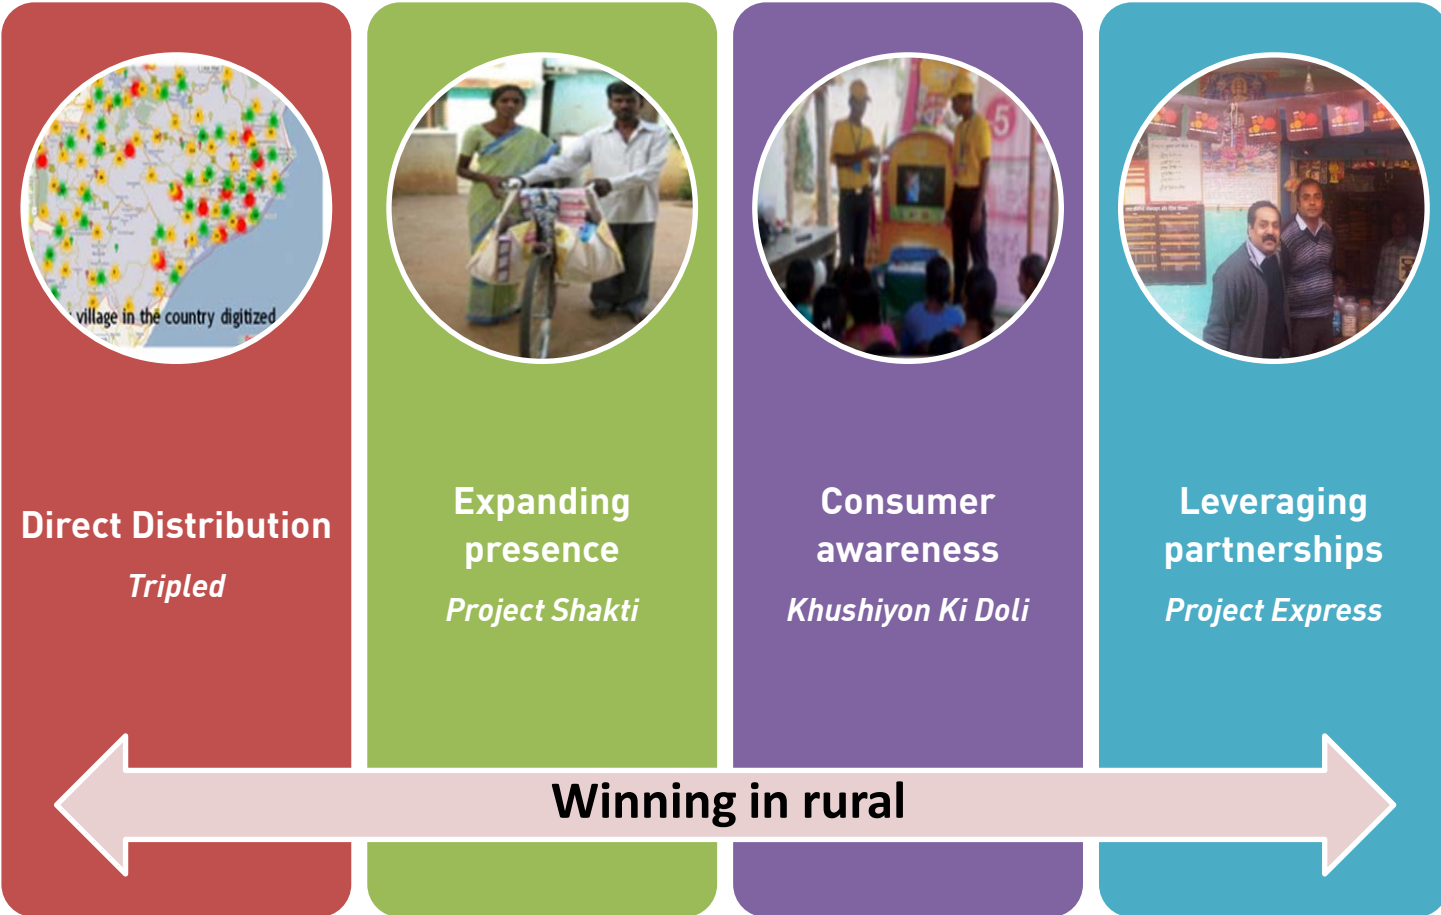 village in the country digitized
5
Direct Distribution
Tripled
Expanding
presence
Project Shakti
Consumer
awareness
Khushiyon Ki Doli
Leveraging
partnerships
Project Express
Winning in rural